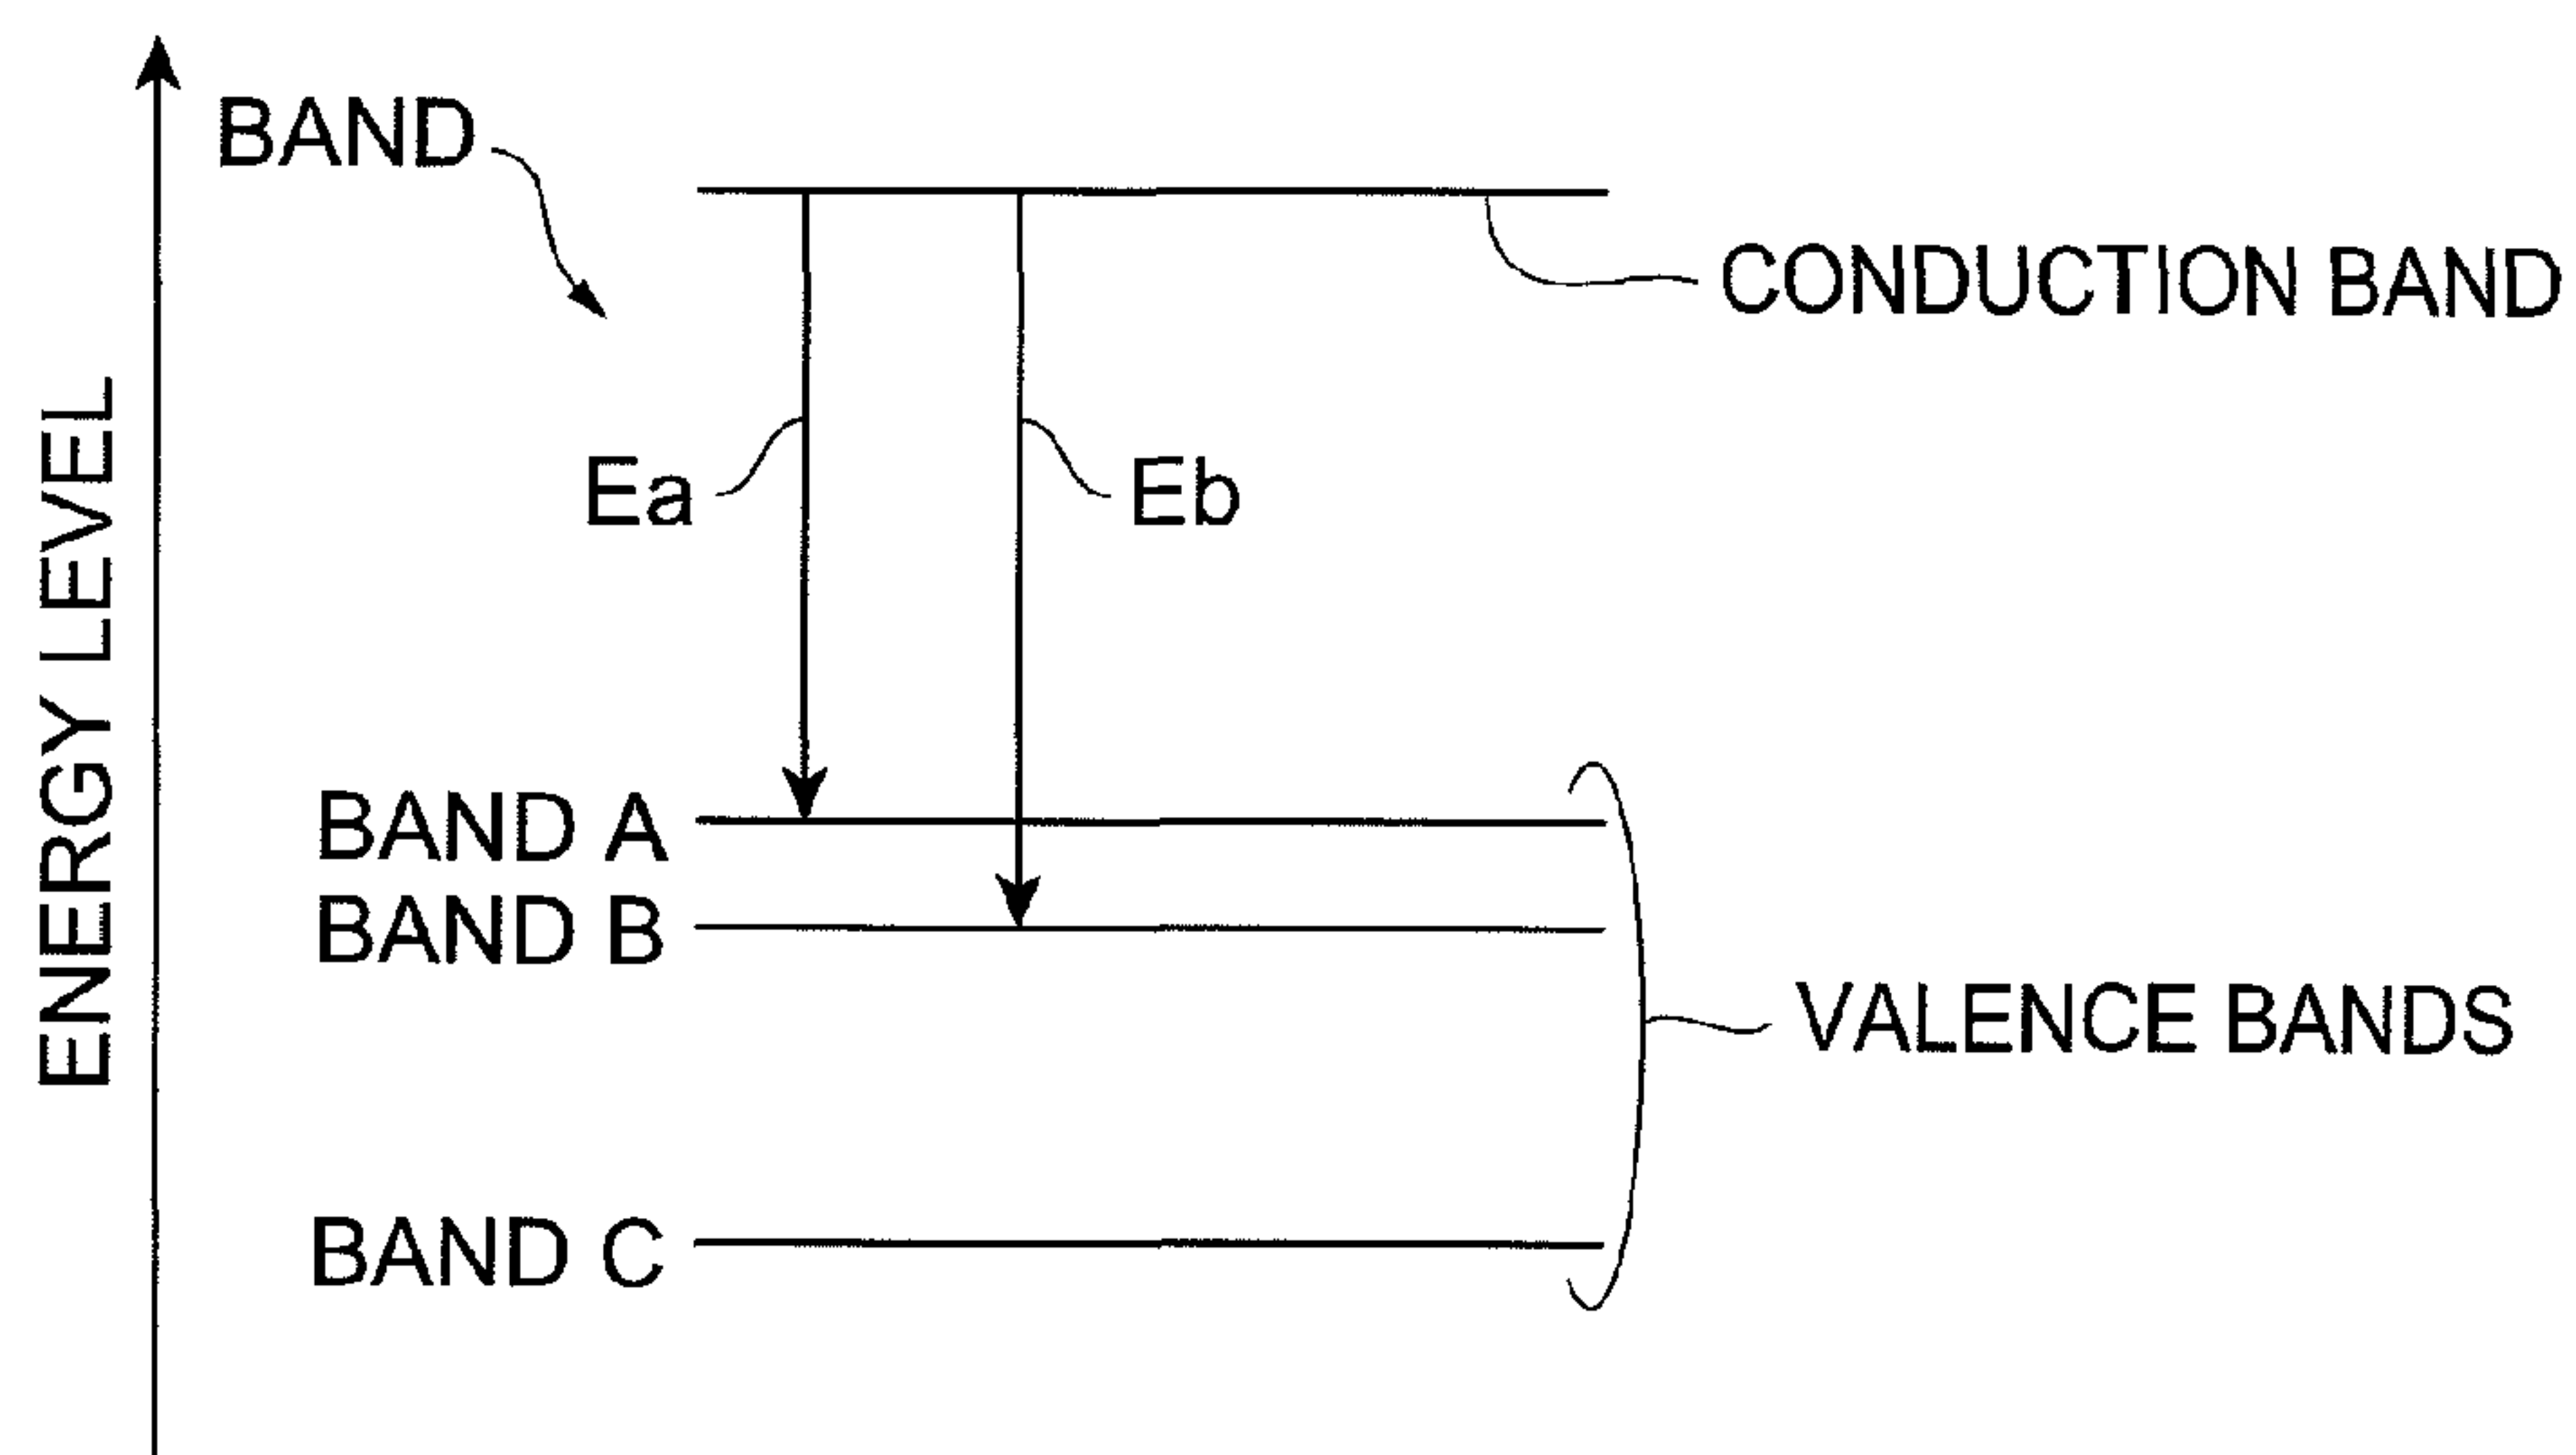 BAND
CONDUCTION BAND
Ea
Eb
ENERGY LEVEL
BAND A
BAND B
VALENCE BANDS
BAND C